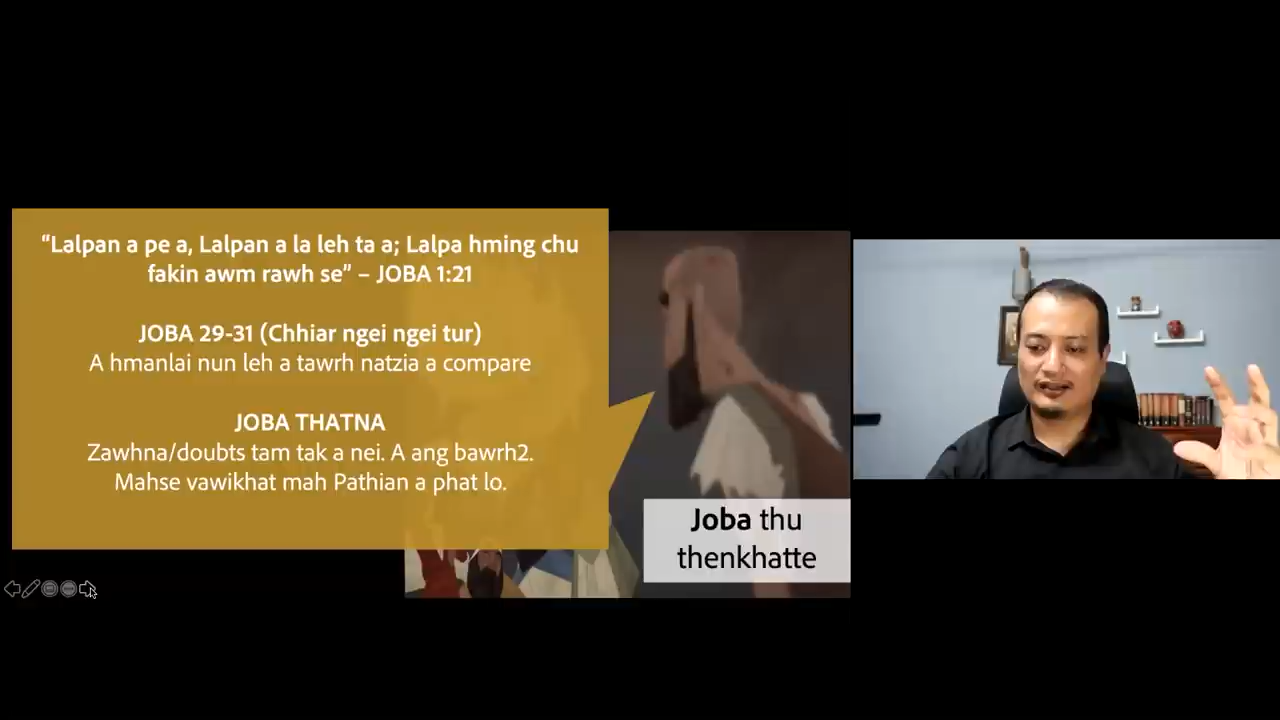 “Lalpan a pe a, Lalpan a la leh ta a; Lalpa hming chu
fakin awm rawh se” – JOBA 1:21
JOBA 29-31 (Chhiar ngei ngei tur)
A hmanlai nun leh a tawrh natzia a compare
JOBA THATNA
Zawhna/doubts tam tak a nei. A ang bawrh2.
Mahse vawikhat mah Pathian a phat lo.
Joba thu
thenkhatte